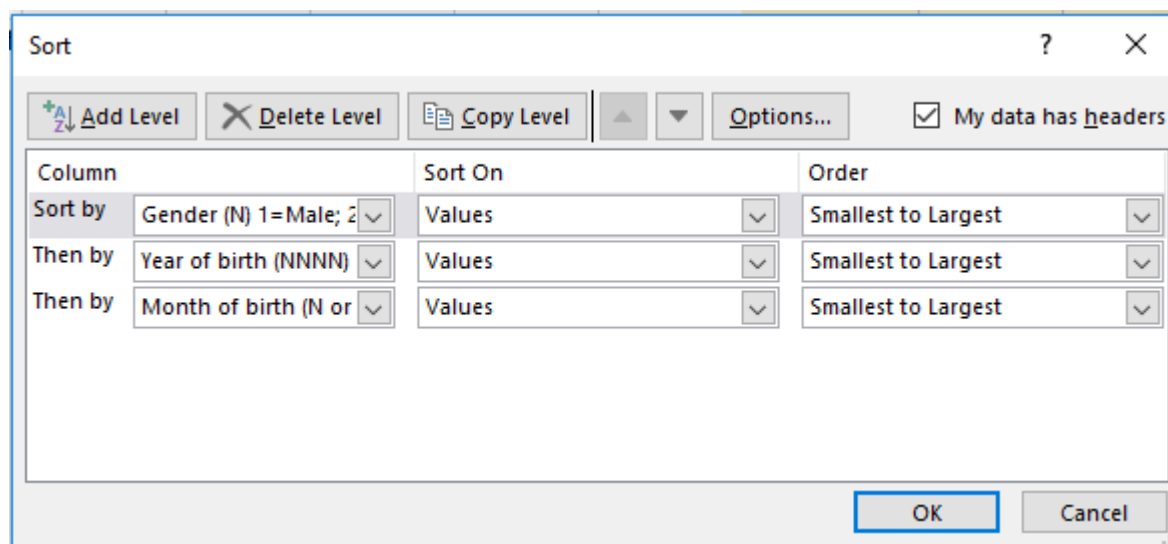 Sort ?
Add Level Delete Level Copy Level Options... My data has headers
Column Sort On Order
Sort by Gender (N) 1=Male; 2 Values Smallest to Largest
Then by Year of birth (NNNN) Values Smallest to Largest
Then by Month of birth (N or Values Smallest to Largest
OK Cancel